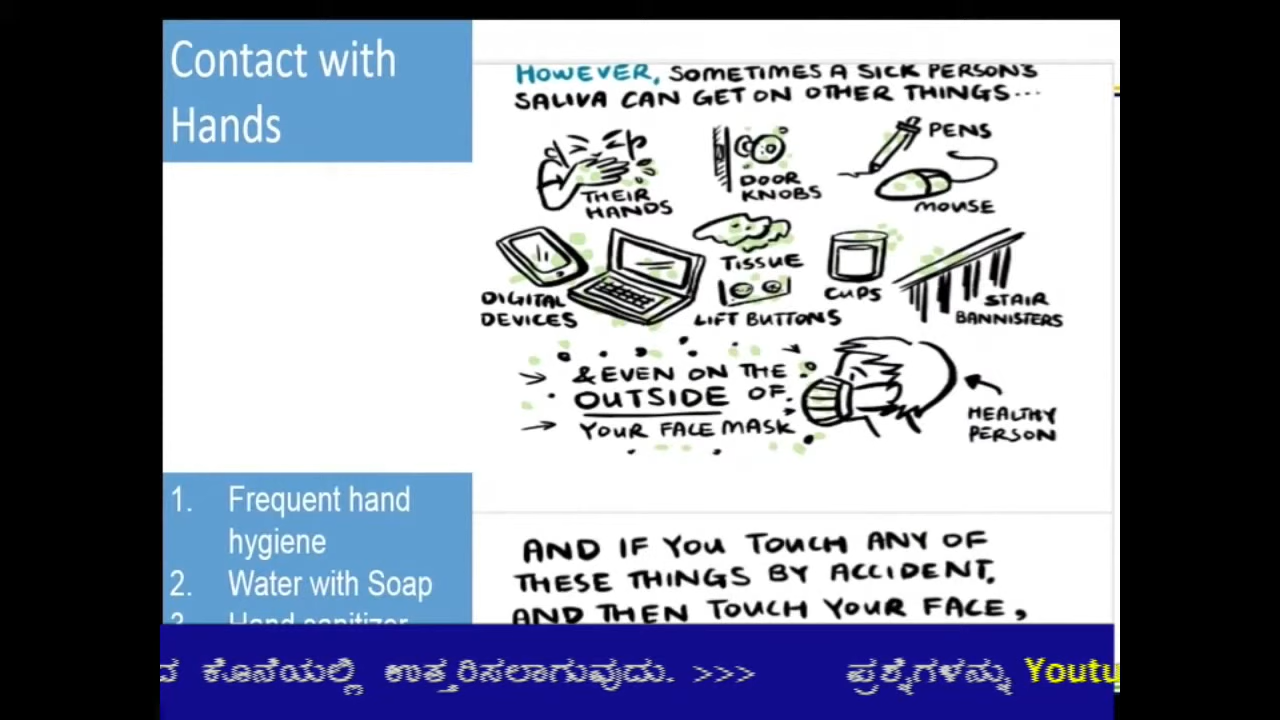 Contact with
Hands
HOWEVER, SOMETIMES A SICK PERSON'S
SALIVA CAN GET ON OTHER THINGS...
THEIR
HANDS
DOOR
KNOBS
PENS
MOUSE
DIGITAL
DEVICES
TISSUE
LIFT BUTTONS
CUPS
STAIR
BANNISTERS
& EVEN ON THE
OUTSIDE OF
YOUR FACE MASK
HEALTHY
PERSON
1. Frequent hand
hygiene
2. Water with Soap
3. Hand sanitizer
AND IF YOU TOUCH ANY OF
THESE THINGS BY ACCIDENT,
AND THEN TOUCH YOUR FACE,
ಕೊನೆಯಲ್ಲಿ ಉತ್ತರಿಸಲಾಗುವುದು. >>> ಪ್ರಶ್ನೆಗಳನ್ನು Youtu